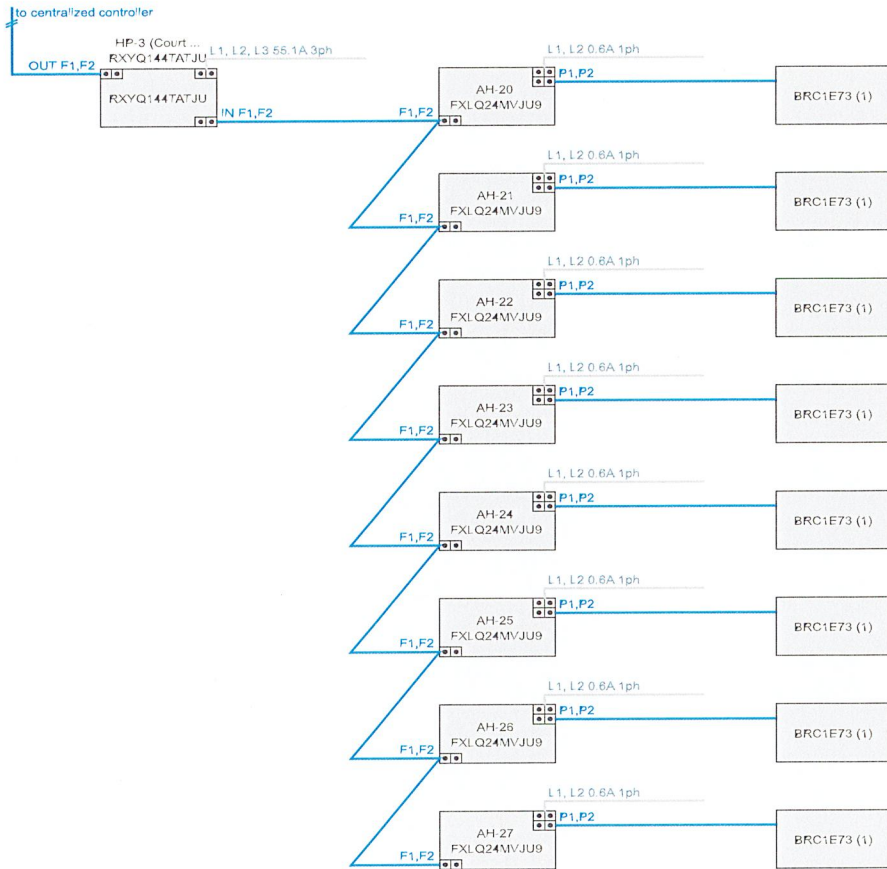 to centralized controller
HP-3 (Court ...
RXYQ144TATJU
L1, L2, L3 55.1A 3ph
OUT F1,F2
RXYQ144TATJU
IN F1,F2
L1, L2 0.6A 1ph
P1,P2
AH-20
FXLQ24MVJU9
F1,F2
BRC1E73 (1)
L1, L2 0.6A 1ph
P1,P2
AH-21
FXLQ24MVJU9
F1,F2
BRC1E73 (1)
L1, L2 0.6A 1ph
P1,P2
AH-22
FXLQ24MVJU9
F1,F2
BRC1E73 (1)
L1, L2 0.6A 1ph
P1,P2
AH-23
FXLQ24MVJU9
F1,F2
BRC1E73 (1)
L1, L2 0.6A 1ph
P1,P2
AH-24
FXLQ24MVJU9
F1,F2
BRC1E73 (1)
L1, L2 0.6A 1ph
P1,P2
AH-25
FXLQ24MVJU9
F1,F2
BRC1E73 (1)
L1, L2 0.6A 1ph
P1,P2
AH-26
FXLQ24MVJU9
F1,F2
BRC1E73 (1)
L1, L2 0.6A 1ph
P1,P2
AH-27
FXLQ24MVJU9
F1,F2
BRC1E73 (1)